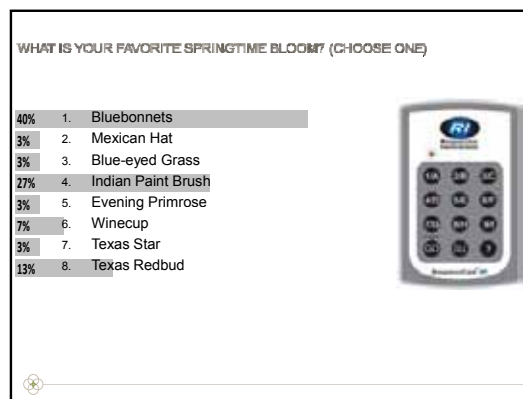 WHAT IS YOUR FAVORITE SPRINGTIME BLOOM? (CHOOSE ONE)
40% 1. Bluebonnets
3% 2. Mexican Hat
3% 3. Blue-eyed Grass
27% 4. Indian Paint Brush
3% 5. Evening Primrose
7% 6. Winecup
3% 7. Texas Star
13% 8. Texas Redbud